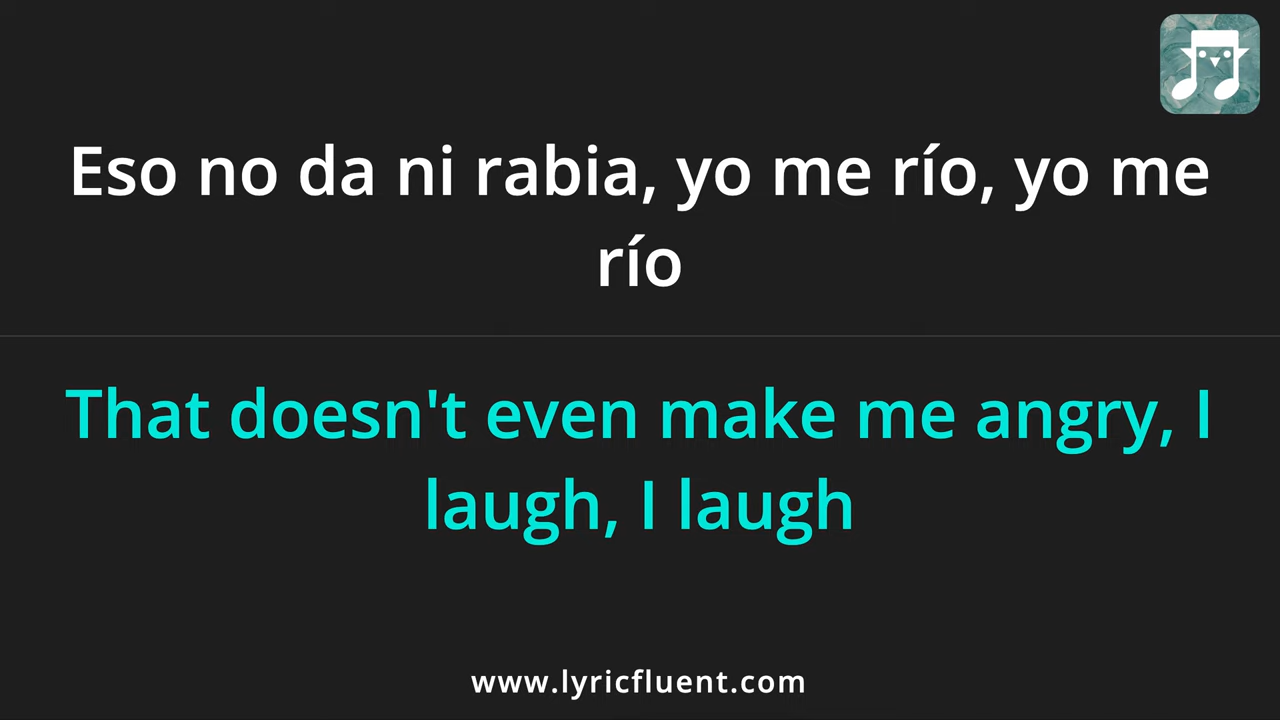 Eso no da ni rabia, yo me río, yo me
río
That doesn't even make me angry, I
laugh, I laugh
www.lyricfluent.com